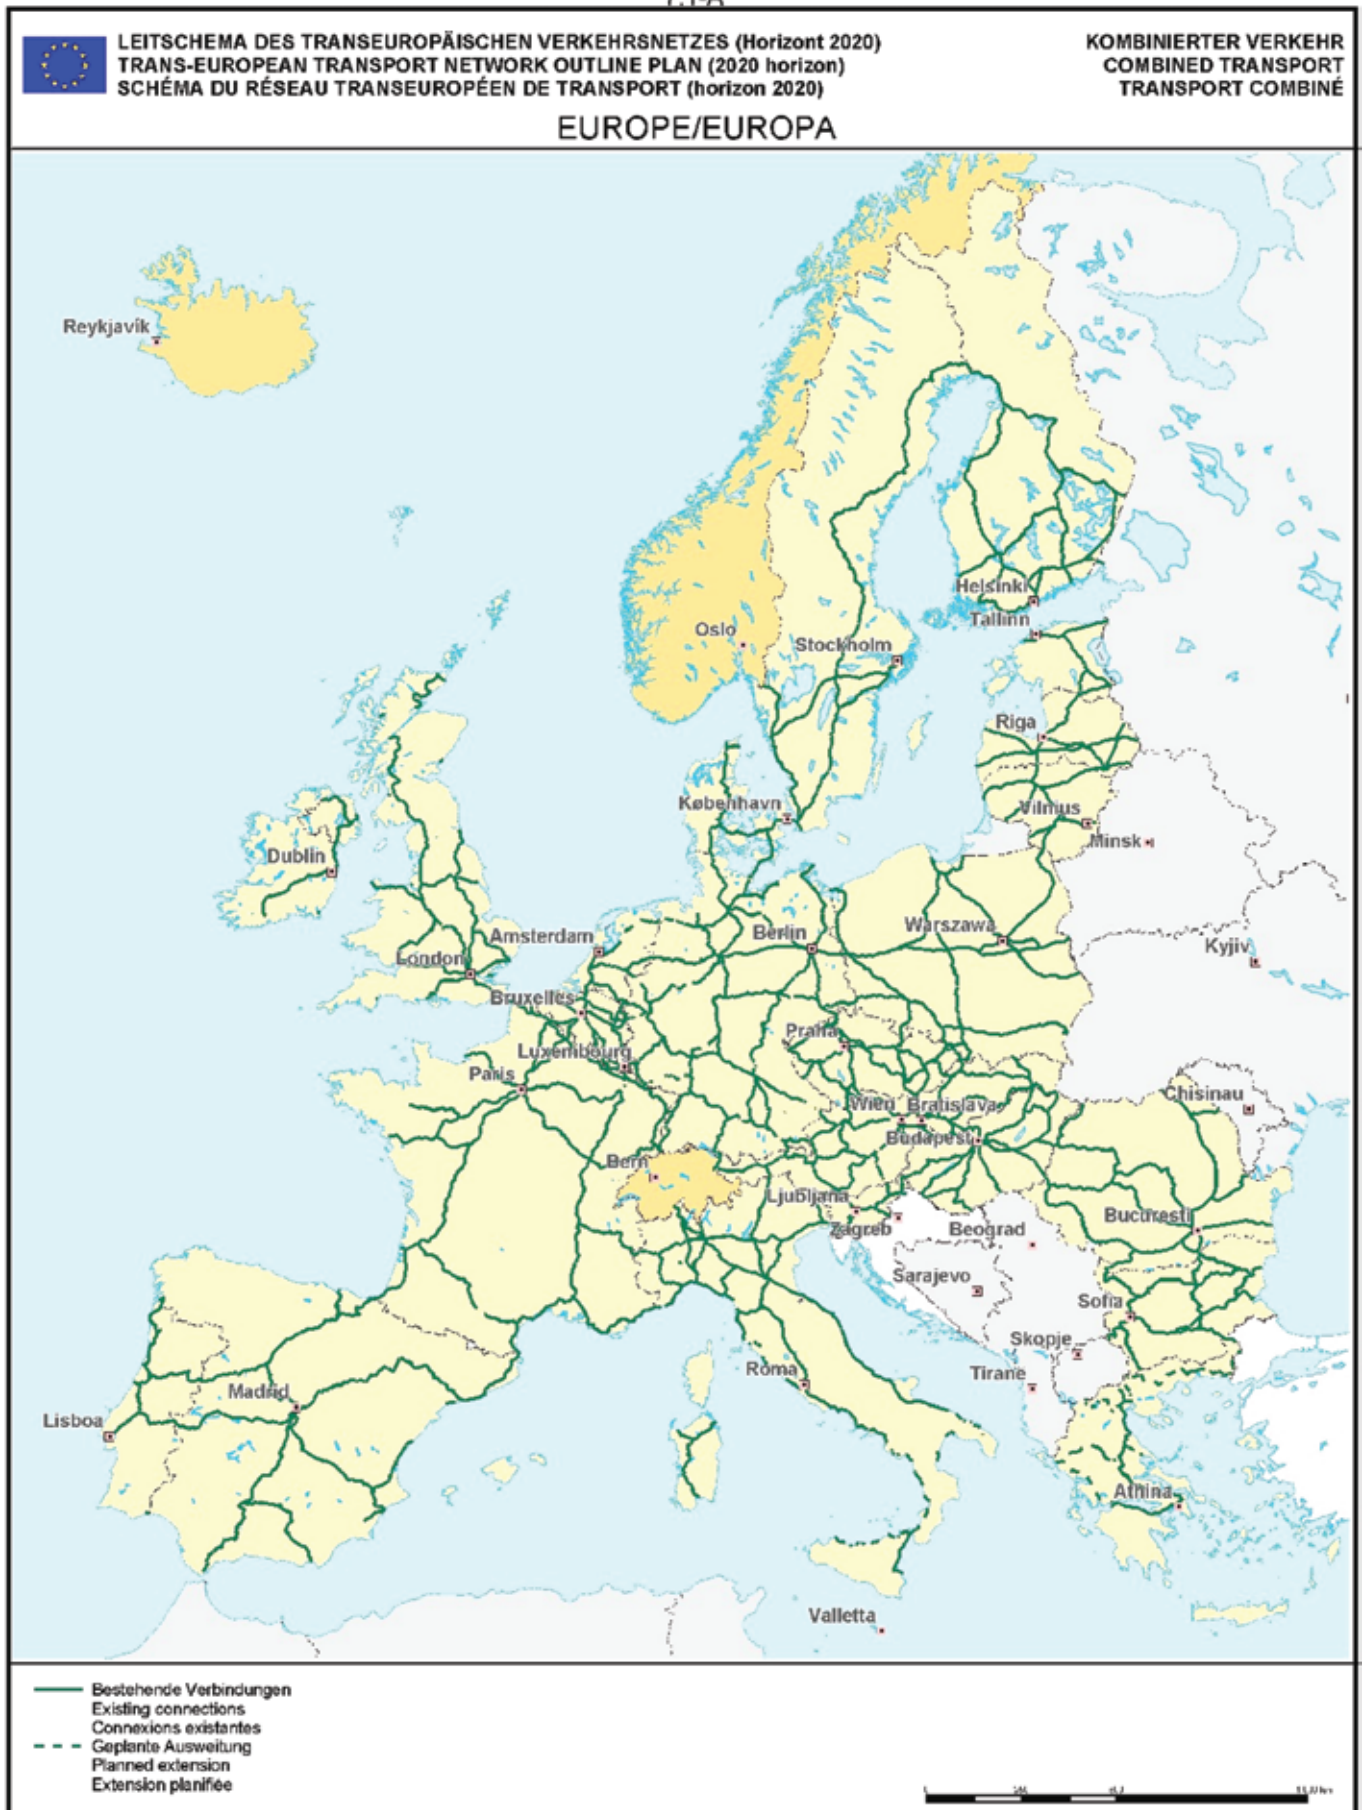 7.1-A
LEITSCHEMA DES TRANSEUROPÄISCHEN VERKEHRSNETZES (Horizont 2020)
TRANS-EUROPEAN TRANSPORT NETWORK OUTLINE PLAN (2020 horizon)
SCHÉMA DU RÉSEAU TRANSEUROPÉEN DE TRANSPORT (horizon 2020)
KOMBINIERTER VERKEHR
COMBINED TRANSPORT
TRANSPORT COMBINÉ
EUROPE/EUROPA
Reykjavík
Helsinki
Tallinn
Oslo
Stockholm
Riga
København
Vilnius
Minsk
Dublin
Amsterdam
Berlin
Warszawa
London
Kyjiv
Bruxelles
Praha
Luxembourg
Paris
Chisinau
Wien
Bratislava
Budapest
Bern
Ljubljana
Zagreb
Beograd
Bucuresti
Sarajevo
Sofia
Skopje
Roma
Tirane
Madrid
Lisboa
Athina
Valletta
Bestehende Verbindungen
Existing connections
Connexions existantes
Geplante Ausweitung
Planned extension
Extension planifiée